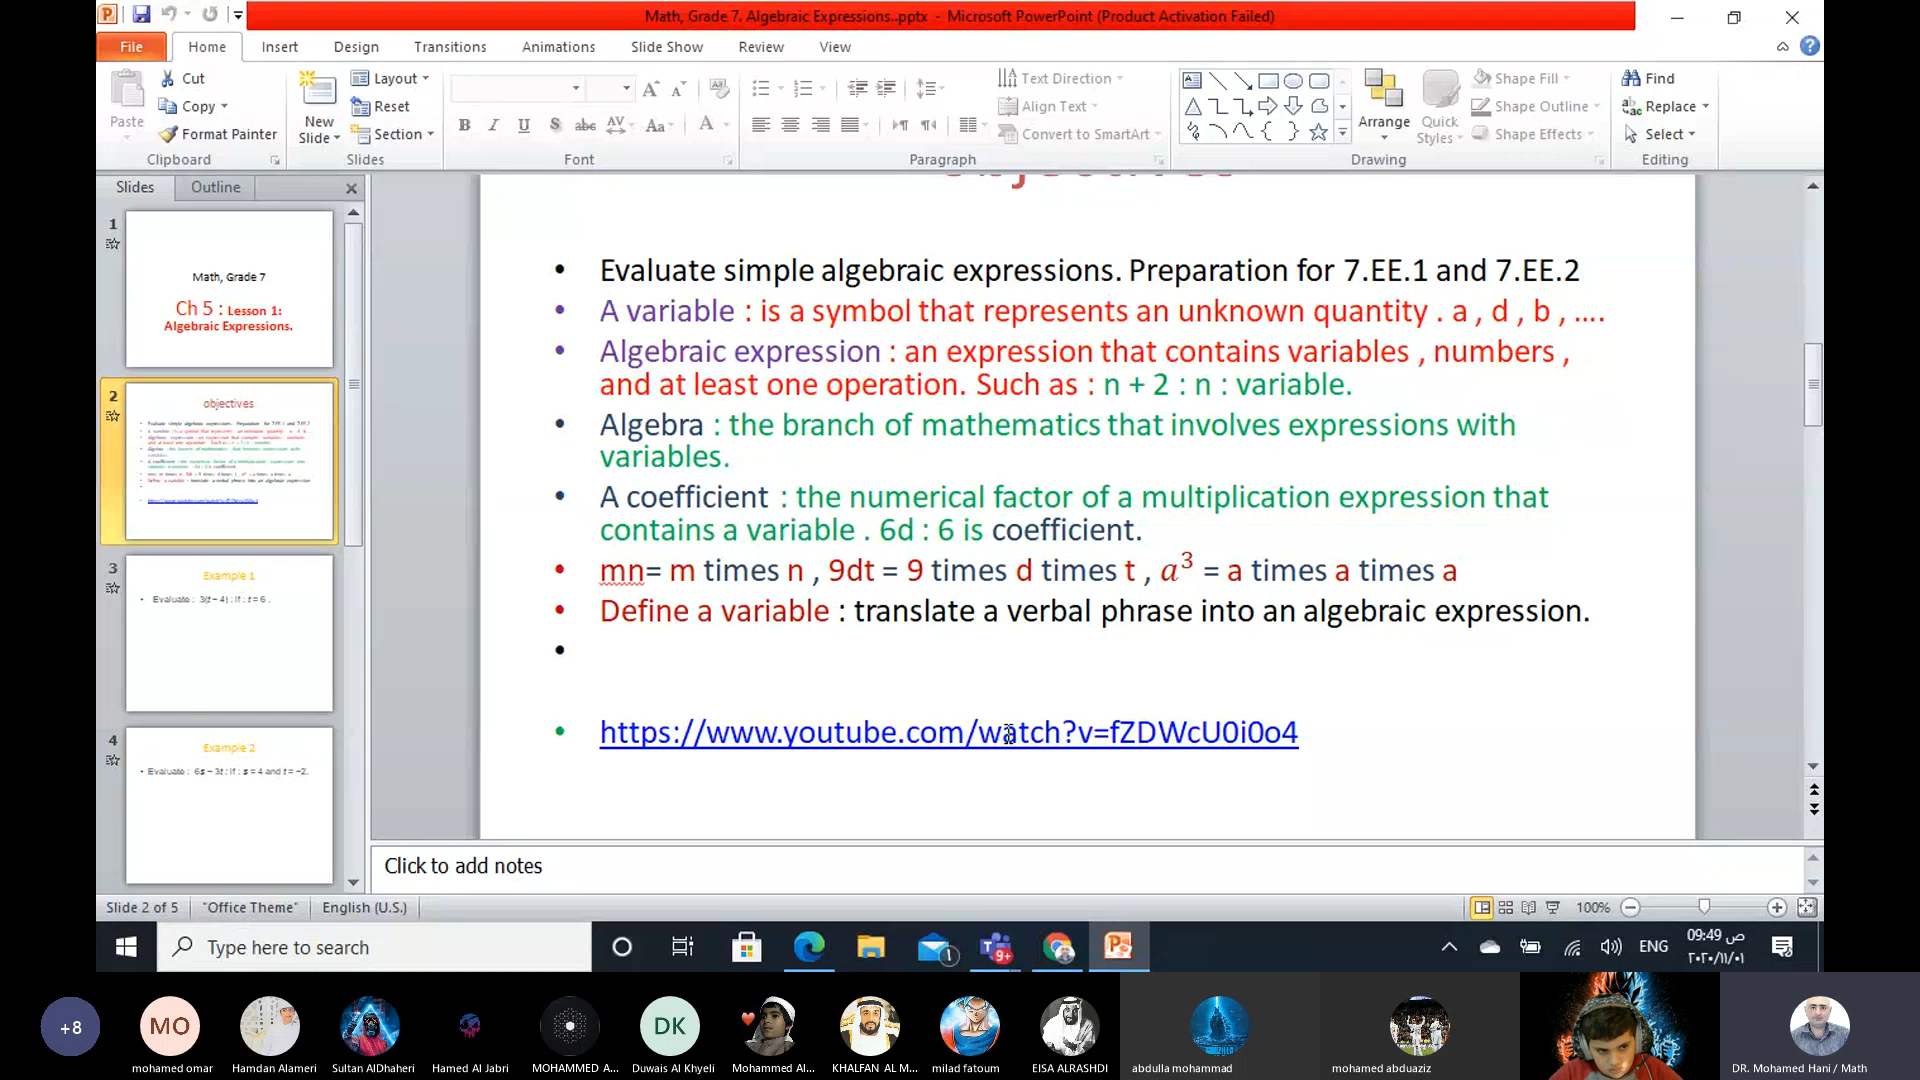 Math, Grade 7. Algebraic Expressions..pptx - Microsoft PowerPoint (Product Activation Failed)
File Home Insert Design Transitions Animations Slide Show Review View
Paste
Cut
Copy
Format Painter
Clipboard
New Slide
Layout
Reset
Section
Slides
Font
Text Direction
Align Text
Convert to SmartArt
Paragraph
Arrange
Quick Styles
Shape Fill
Shape Outline
Shape Effects
Drawing
Find
Replace
Select
Editing
Slides Outline
1
Math, Grade 7
Ch 5 : Lesson 1:
Algebraic Expressions.
2
objectives
3
Example 1
• Evaluate : 3(t – 4) : If : t = 6 .
4
Example 2
• Evaluate : 6s – 3t : If : s = 4 and t = –2.
• Evaluate simple algebraic expressions. Preparation for 7.EE.1 and 7.EE.2
• A variable : is a symbol that represents an unknown quantity . a , d , b , ....
• Algebraic expression : an expression that contains variables , numbers ,
and at least one operation. Such as : n + 2 : n : variable.
• Algebra : the branch of mathematics that involves expressions with
variables.
• A coefficient : the numerical factor of a multiplication expression that
contains a variable . 6d : 6 is coefficient.
• mn= m times n , 9dt = 9 times d times t , a³ = a times a times a
• Define a variable : translate a verbal phrase into an algebraic expression.
•
• https://www.youtube.com/watch?v=fZDWcU0i0o4
Click to add notes
Slide 2 of 5 "Office Theme" English (U.S.) 100%
Type here to search
1
9+
ENG
09:49 ص
٢٠٢٠/١١/٠١
+8
MO
DK
mohamed omar
Hamdan Alameri
Sultan AlDhaheri
Hamed Al Jabri
MOHAMMED A...
Duwais Al Khyeli
Mohammed Al...
KHALFAN AL M...
milad fatoum
EISA ALRASHDI
abdulla mohammad
mohamed abduaziz
DR. Mohamed Hani / Math